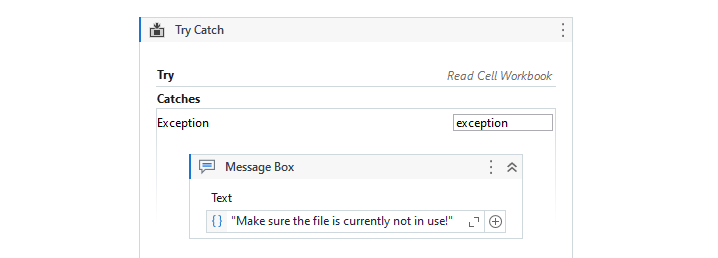 Try Catch
Try Read Cell Workbook
Catches
Exception exception
Message Box
Text
{} "Make sure the file is currently not in use!"